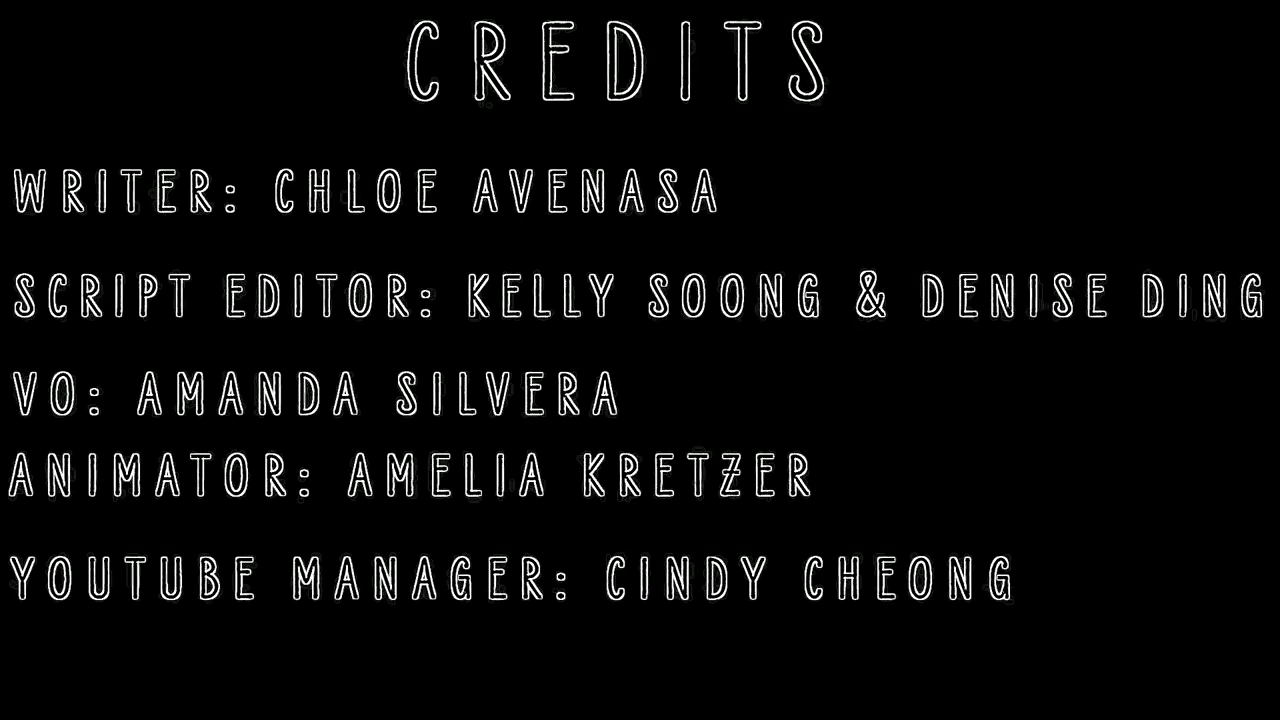 CREDITS
WRITER: CHLOE AVENASA
SCRIPT EDITOR: KELLY SOONG & DENISE DING
VO: AMANDA SILVERA
ANIMATOR: AMELIA KRETZER
YOUTUBE MANAGER: CINDY CHEONG